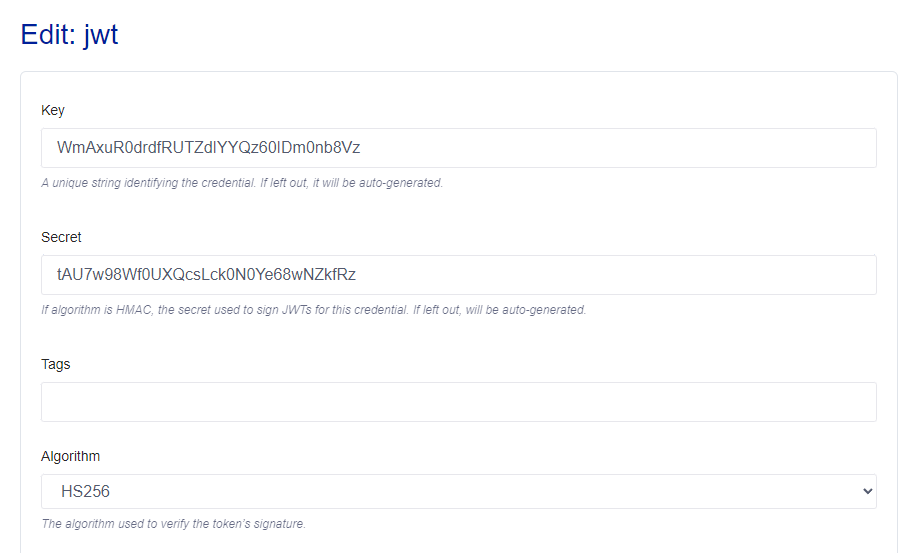 Edit: jwt
Key
WmAxuR0drdfRUTZdlYYQz60lDm0nb8Vz
A unique string identifying the credential. If left out, it will be auto-generated.
Secret
tAU7w98Wf0UXQcsLck0N0Ye68wNZkfRz
If algorithm is HMAC, the secret used to sign JWTs for this credential. If left out, will be auto-generated.
Tags
Algorithm
HS256
The algorithm used to verify the token's signature.